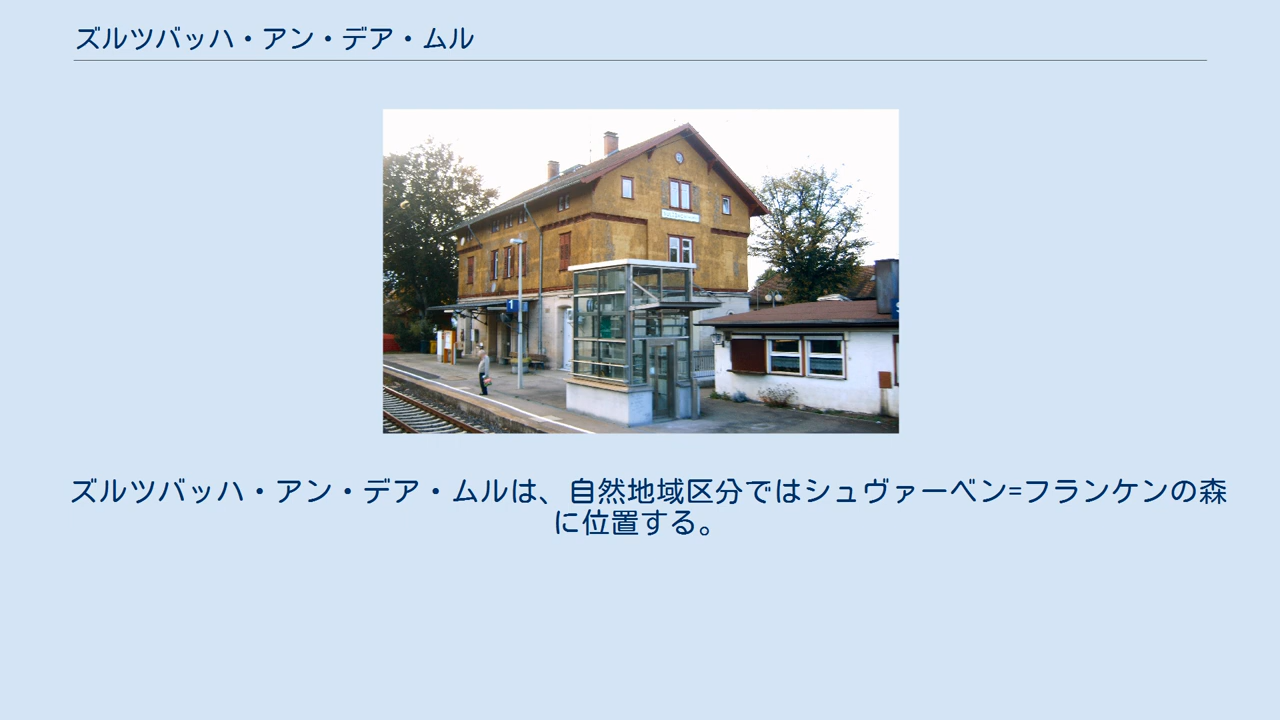 ズルツバッハ・アン・デア・ムル
1
ズルツバッハ・アン・デア・ムルは、自然地域区分ではシュヴァーベン=フランケンの森
に位置する。